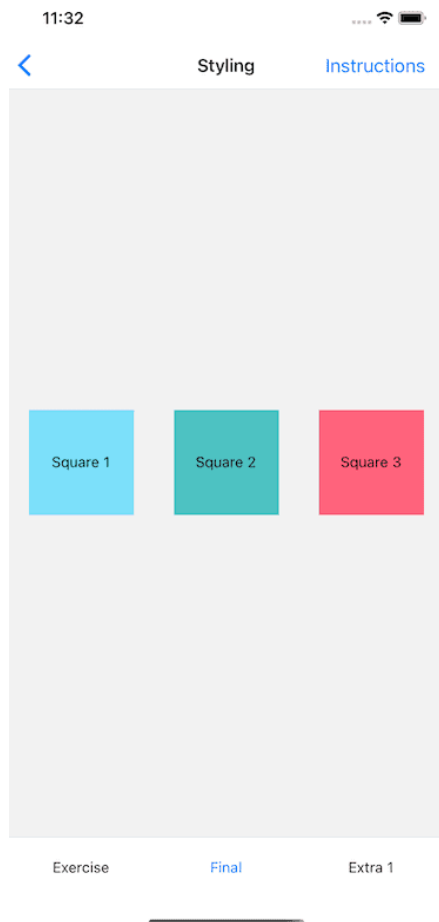 11:32
Styling Instructions
Square 1 Square 2 Square 3
Exercise Final Extra 1